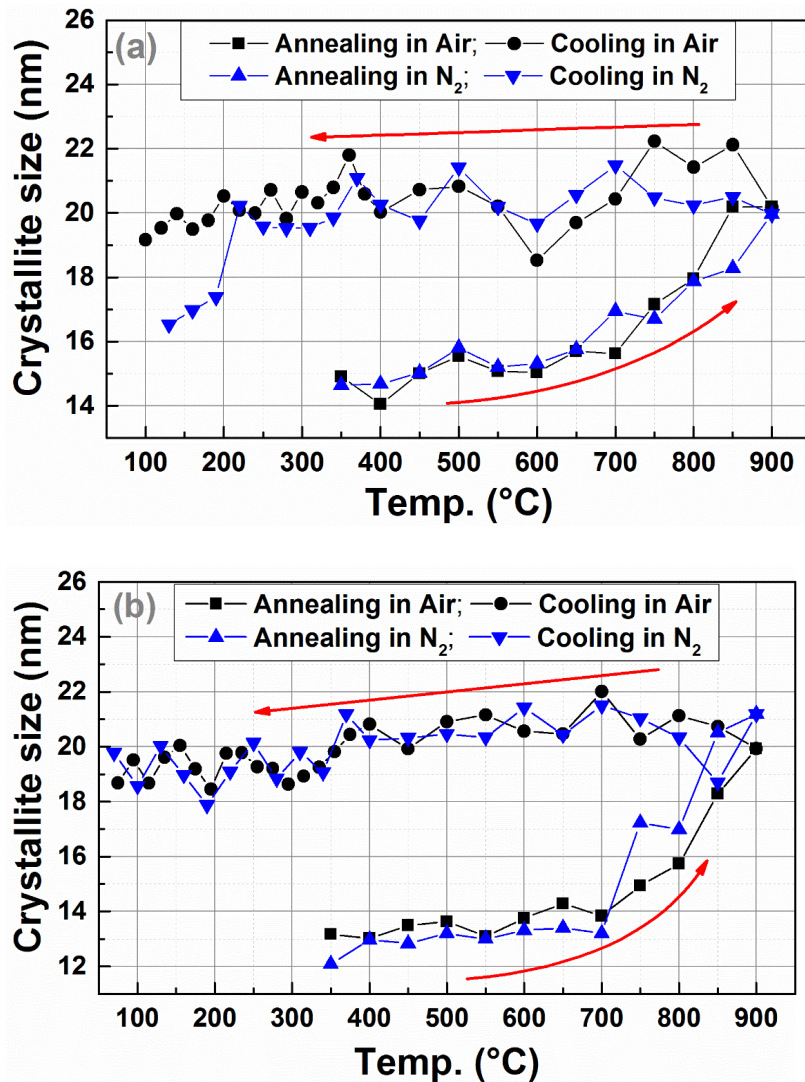 26
(a)
Annealing in Air; Cooling in Air
Annealing in N2; Cooling in N2
24
22
20
18
16
14
Crystallite size (nm)
100 200 300 400 500 600 700 800 900
Temp. (°C)
26
(b)
Annealing in Air; Cooling in Air
Annealing in N2; Cooling in N2
24
22
20
18
16
14
12
Crystallite size (nm)
100 200 300 400 500 600 700 800 900
Temp. (°C)